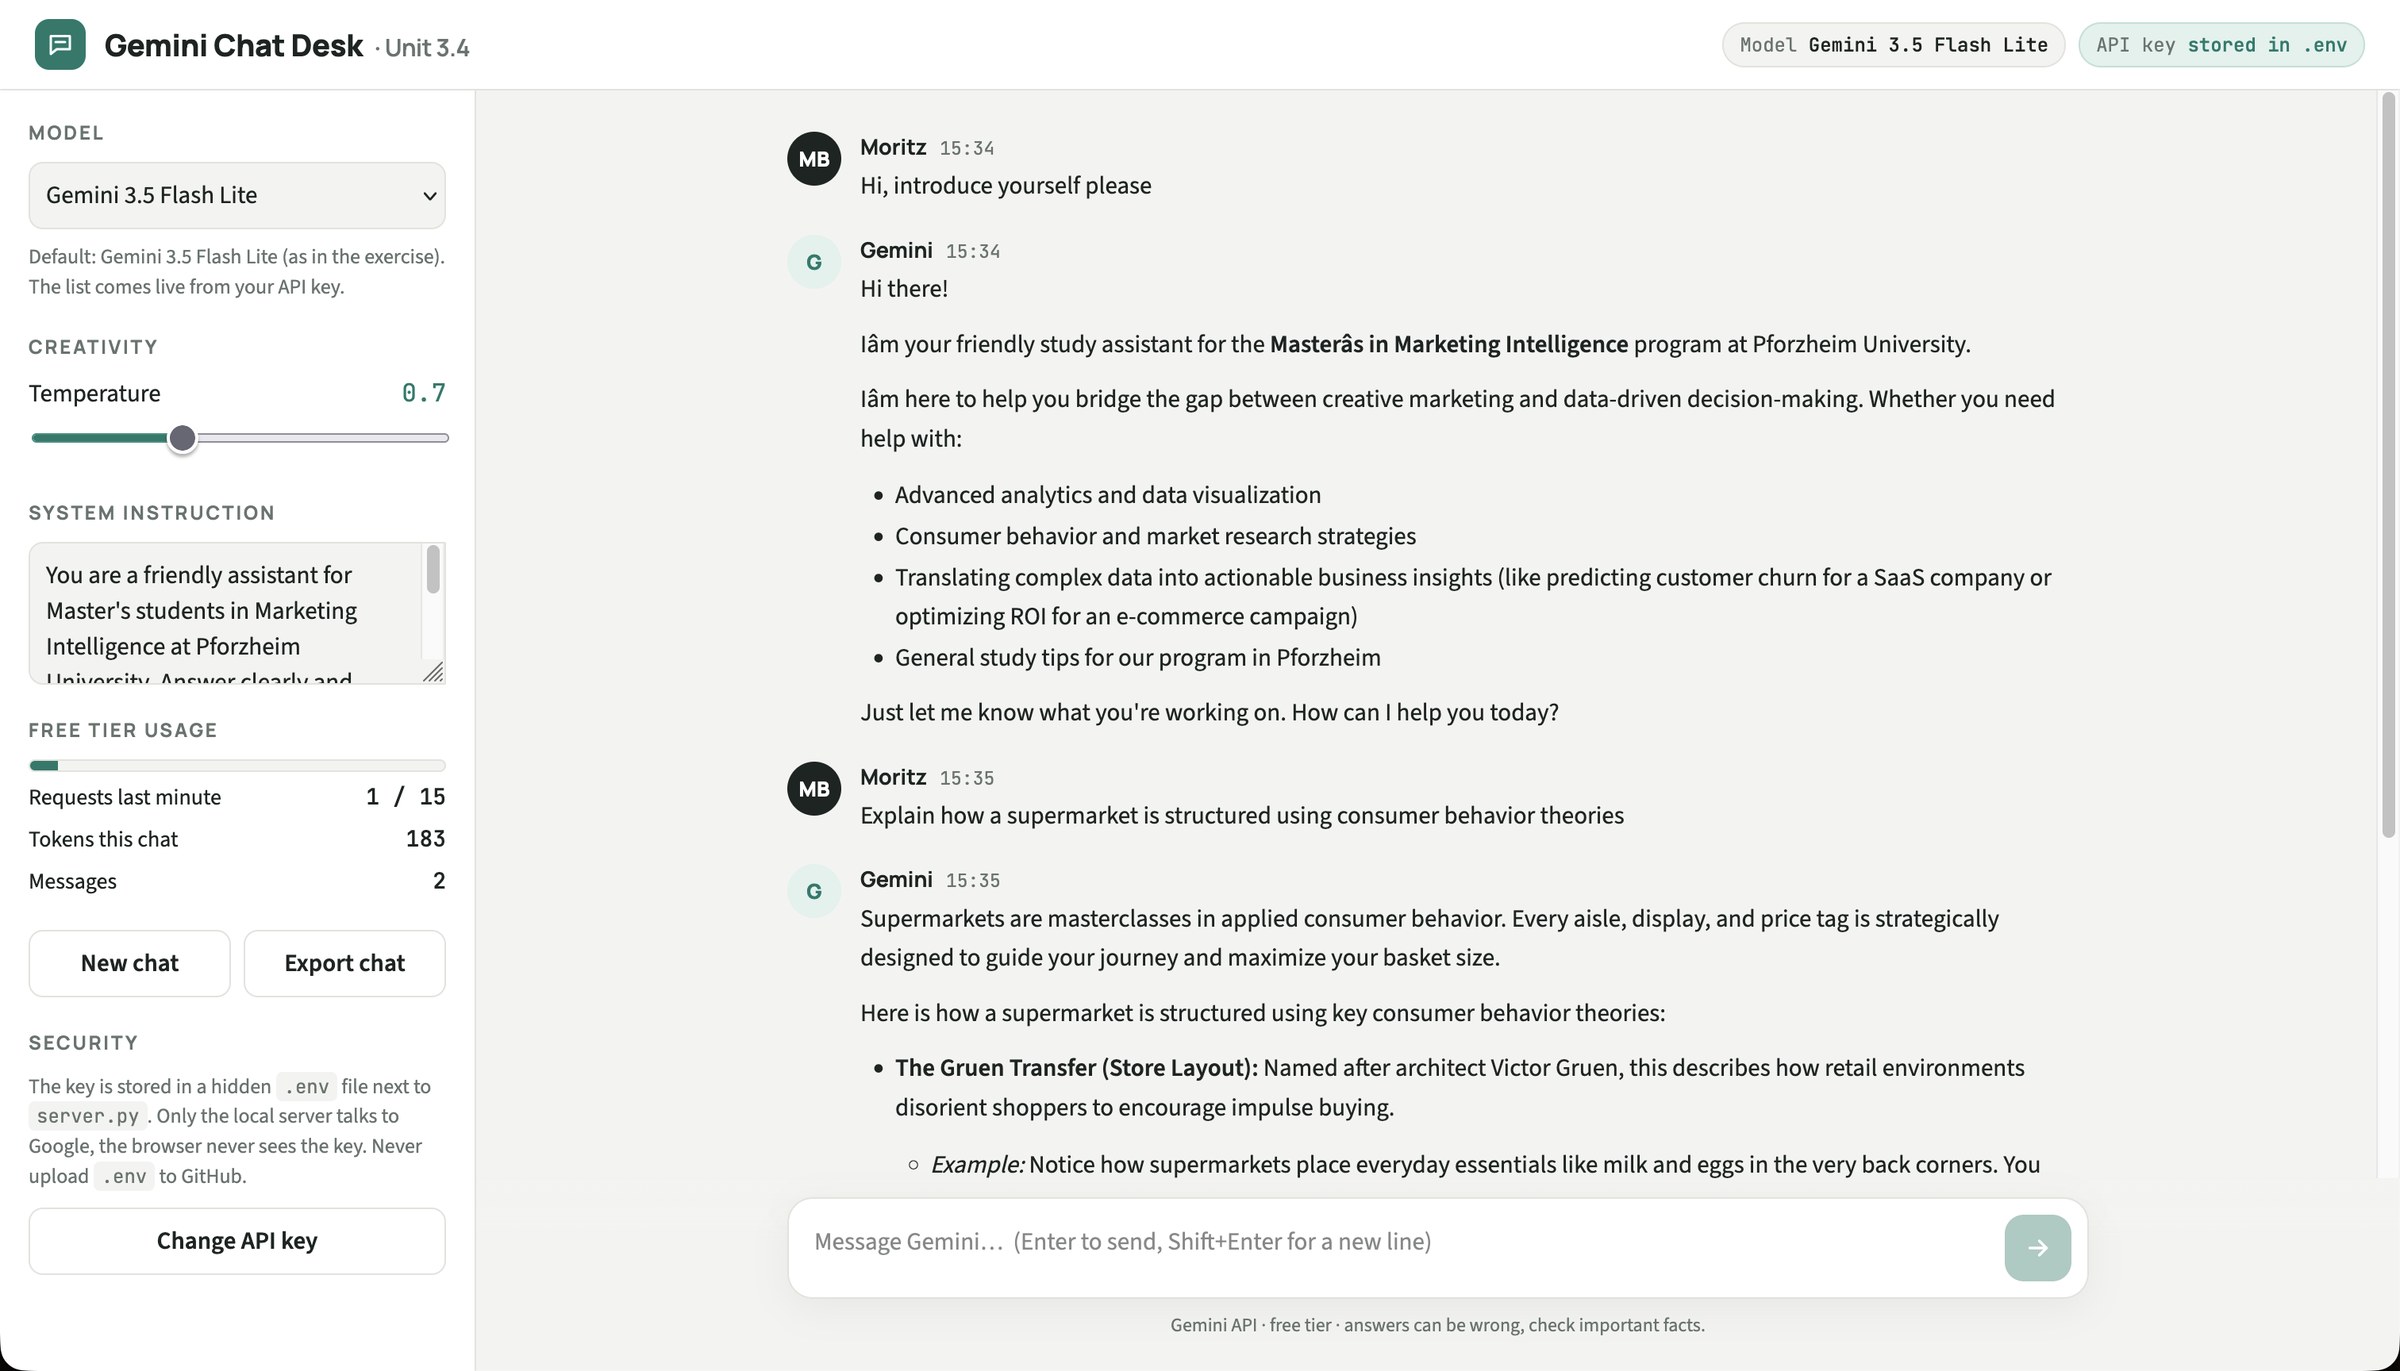 Gemini Chat Desk · Unit 3.4
Model Gemini 3.5 Flash Lite
API key stored in .env
MODEL
Gemini 3.5 Flash Lite
Default: Gemini 3.5 Flash Lite (as in the exercise).
The list comes live from your API key.
CREATIVITY
Temperature 0.7
SYSTEM INSTRUCTION
You are a friendly assistant for
Master's students in Marketing
Intelligence at Pforzheim
University. Answer clearly and
FREE TIER USAGE
Requests last minute 1 / 15
Tokens this chat 183
Messages 2
New chat
Export chat
SECURITY
The key is stored in a hidden .env file next to
server.py. Only the local server talks to
Google, the browser never sees the key. Never
upload .env to GitHub.
Change API key
MB
Moritz 15:34
Hi, introduce yourself please
G
Gemini 15:34
Hi there!
Iâm your friendly study assistant for the Masterâs in Marketing Intelligence program at Pforzheim University.
Iâm here to help you bridge the gap between creative marketing and data-driven decision-making. Whether you need
help with:
• Advanced analytics and data visualization
• Consumer behavior and market research strategies
• Translating complex data into actionable business insights (like predicting customer churn for a SaaS company or
optimizing ROI for an e-commerce campaign)
• General study tips for our program in Pforzheim
Just let me know what you're working on. How can I help you today?
MB
Moritz 15:35
Explain how a supermarket is structured using consumer behavior theories
G
Gemini 15:35
Supermarkets are masterclasses in applied consumer behavior. Every aisle, display, and price tag is strategically
designed to guide your journey and maximize your basket size.
Here is how a supermarket is structured using key consumer behavior theories:
• The Gruen Transfer (Store Layout): Named after architect Victor Gruen, this describes how retail environments
disorient shoppers to encourage impulse buying.
○ Example: Notice how supermarkets place everyday essentials like milk and eggs in the very back corners. You
Message Gemini… (Enter to send, Shift+Enter for a new line)
Gemini API · free tier · answers can be wrong, check important facts.